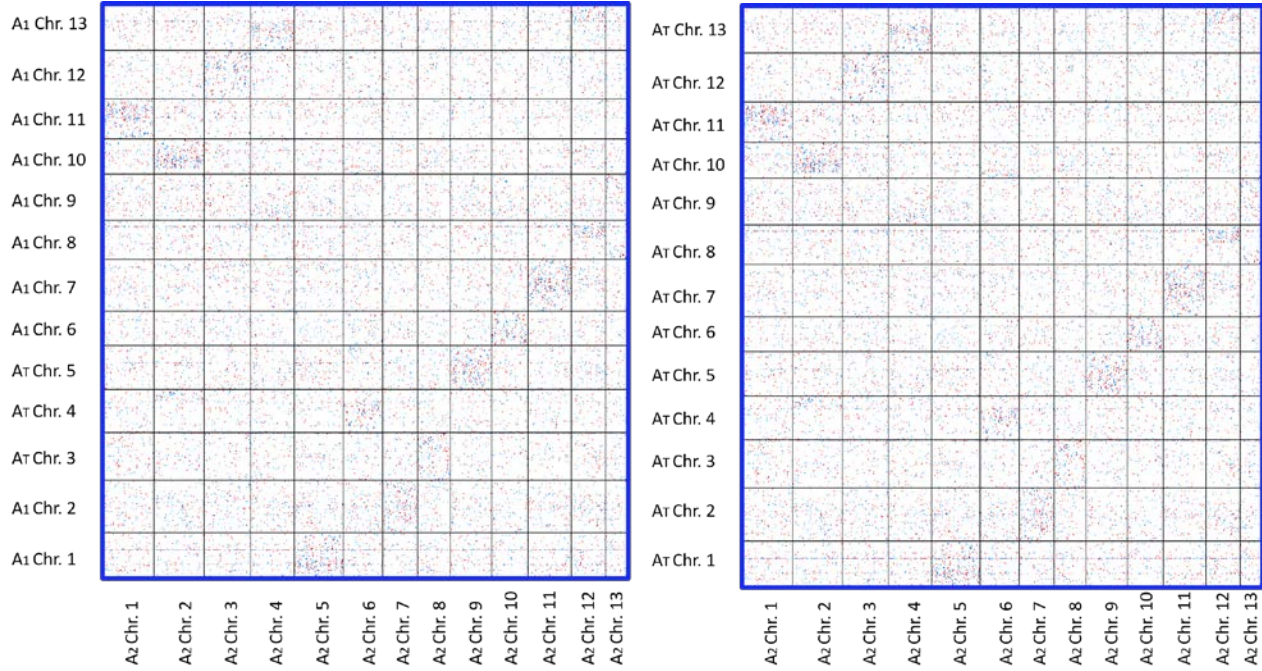 A1 Chr. 13
A1 Chr. 12
A1 Chr. 11
A1 Chr. 10
A1 Chr. 9
A1 Chr. 8
A1 Chr. 7
A1 Chr. 6
AT Chr. 5
AT Chr. 4
AT Chr. 3
A1 Chr. 2
A1 Chr. 1
A2 Chr. 1
A2 Chr. 2
A2 Chr. 3
A2 Chr. 4
A2 Chr. 5
A2 Chr. 6
A2 Chr. 7
A2 Chr. 8
A2 Chr. 9
A2 Chr. 10
A2 Chr. 11
A2 Chr. 12
A2 Chr. 13
AT Chr. 13
AT Chr. 12
AT Chr. 11
AT Chr. 10
AT Chr. 9
AT Chr. 8
AT Chr. 7
AT Chr. 6
AT Chr. 5
AT Chr. 4
AT Chr. 3
AT Chr. 2
AT Chr. 1
A2 Chr. 1
A2 Chr. 2
A2 Chr. 3
A2 Chr. 4
A2 Chr. 5
A2 Chr. 6
A2 Chr. 7
A2 Chr. 8
A2 Chr. 9
A2 Chr. 10
A2 Chr. 11
A2 Chr. 12
A2 Chr. 13